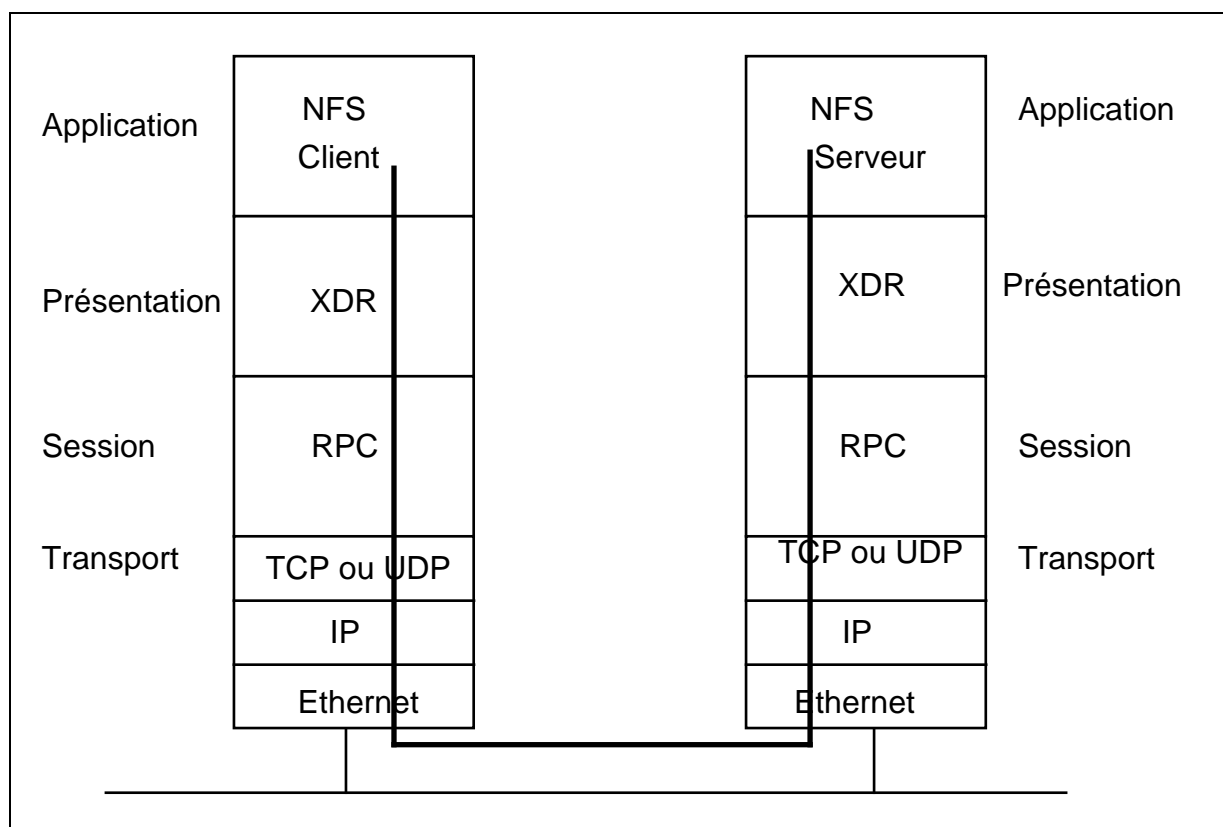 Application
NFS
Client
NFS
Serveur
Application
Présentation
XDR
XDR
Présentation
Session
RPC
RPC
Session
Transport
TCP ou UDP
TCP ou UDP
Transport
IP
IP
Ethernet
Ethernet